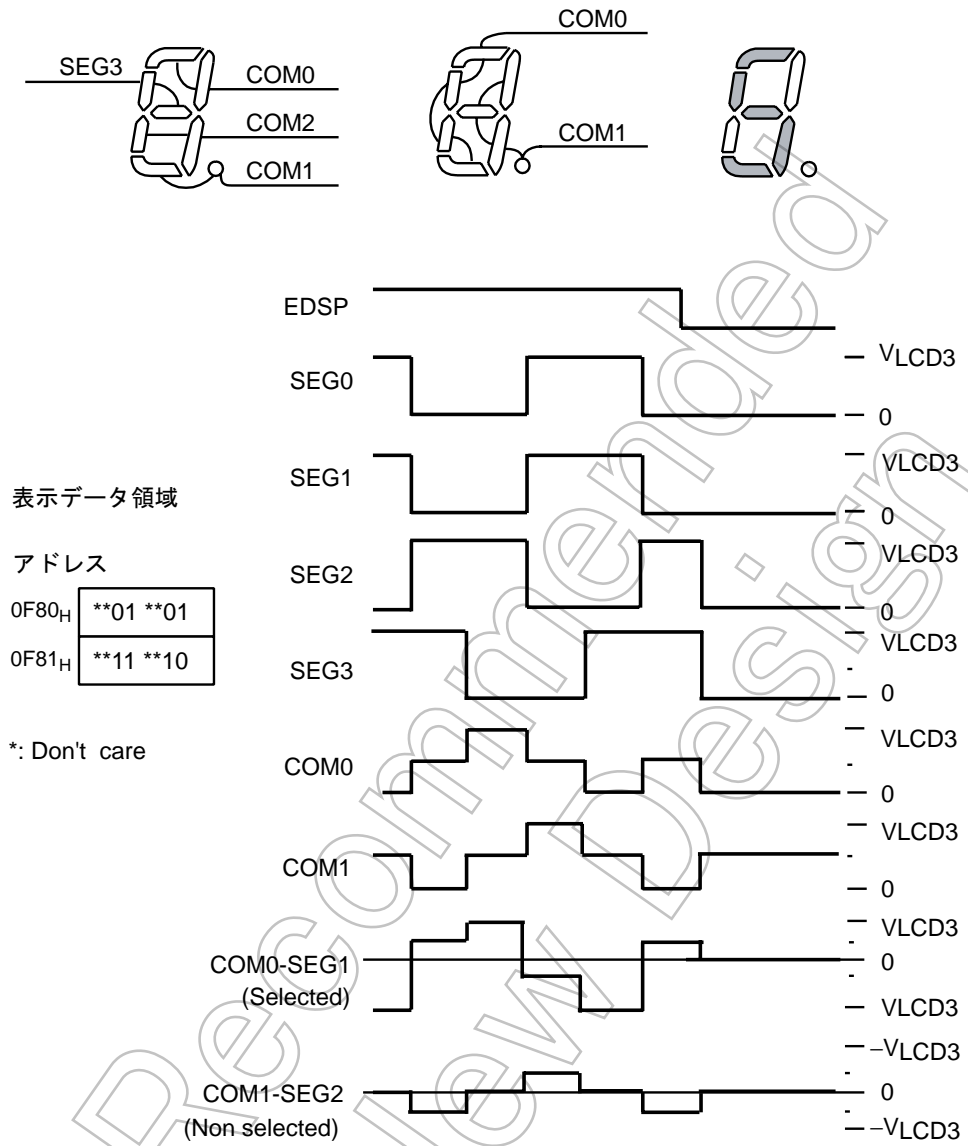 COM0
SEG3
COM0
COM2
COM1
COM1
EDSP
VLCD3
SEG0
0
VLCD3
SEG1
0
表示データ領域
アドレス
0F80H **01 **01
0F81H **11 **10
*: Don't care
VLCD3
SEG2
0
VLCD3
SEG3
0
VLCD3
COM0
0
VLCD3
COM1
0
VLCD3
COM0-SEG1
(Selected)
0
VLCD3
−VLCD3
COM1-SEG2
(Non selected)
0
−VLCD3
Recommended
New Design